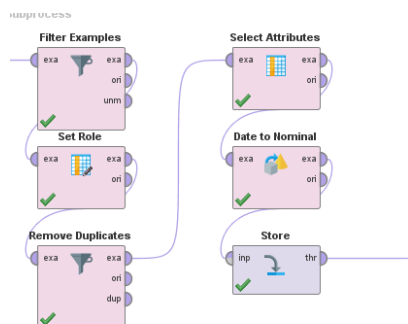 subprocess
Filter Examples
exa exa
ori
unm
Set Role
exa exa
ori
Remove Duplicates
exa exa
ori
dup
Select Attributes
exa exa
ori
Date to Nominal
exa exa
ori
Store
inp thr